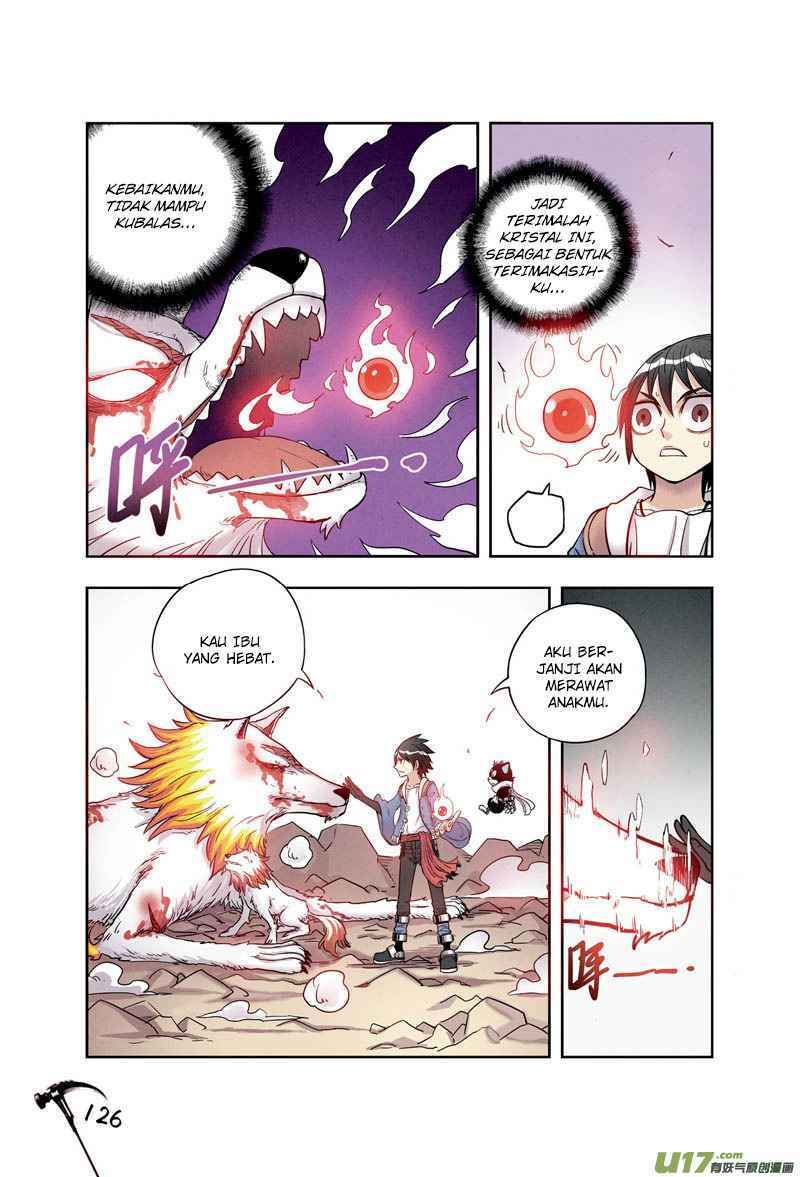 KEBAIKANMU,
TIDAK MAMPU
KUBALAS...
JADI
TERIMALAH
KRISTAL INI,
SEBAGAI BENTUK
TERIMAKASIH-
KU...
呼
KAU IBU
YANG HEBAT.
AKU BER-
JANJI AKAN
MERAWAT
ANAKMU.
呼
126
U17.com
有妖气原创漫画